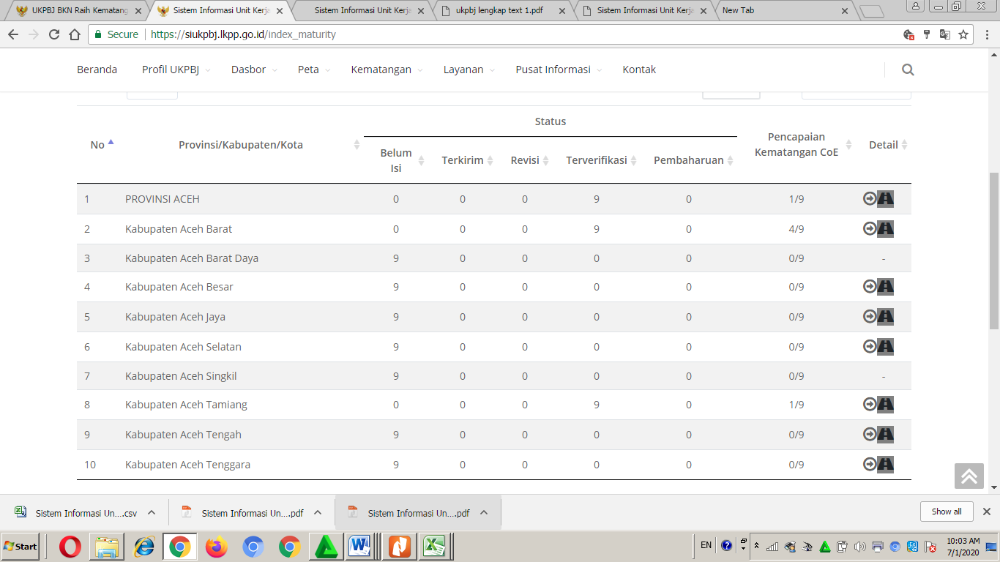 UKPBJ BKN Raih Kematang
Sistem Informasi Unit Kerja
Sistem Informasi Unit Kerja
ukpbj lengkap text 1.pdf
Sistem Informasi Unit Kerja
New Tab
Secure
https://siukpbj.lkpp.go.id/index_maturity
Beranda Profil UKPBJ Dasbor Peta Kematangan Layanan Pusat Informasi Kontak
Status
No Provinsi/Kabupaten/Kota Belum Isi Terkirim Revisi Terverifikasi Pembaharuan Pencapaian Kematangan CoE Detail
1 PROVINSI ACEH 0 0 0 9 0 1/9
2 Kabupaten Aceh Barat 0 0 0 9 0 4/9
3 Kabupaten Aceh Barat Daya 9 0 0 0 0 0/9 -
4 Kabupaten Aceh Besar 9 0 0 0 0 0/9
5 Kabupaten Aceh Jaya 9 0 0 0 0 0/9
6 Kabupaten Aceh Selatan 9 0 0 0 0 0/9
7 Kabupaten Aceh Singkil 9 0 0 0 0 0/9 -
8 Kabupaten Aceh Tamiang 0 0 0 9 0 1/9
9 Kabupaten Aceh Tengah 9 0 0 0 0 0/9
10 Kabupaten Aceh Tenggara 9 0 0 0 0 0/9
Sistem Informasi Un....csv
Sistem Informasi Un....pdf
Sistem Informasi Un....pdf
Show all
Start
EN
10:03 AM
7/1/2020